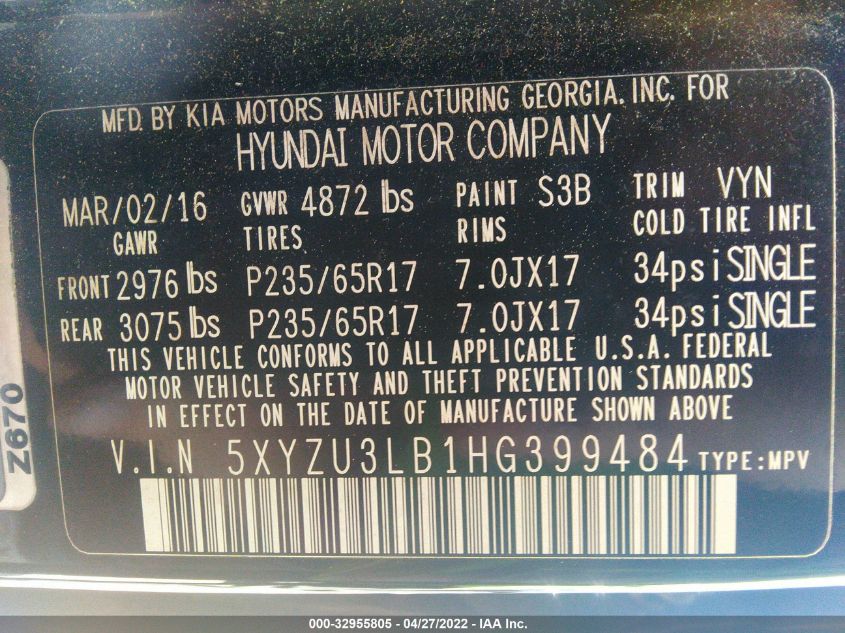 MFD. BY KIA MOTORS MANUFACTURING GEORGIA. INC. FOR
HYUNDAI MOTOR COMPANY
MAR/02/16 GVWR 4872 lbs PAINT S3B TRIM VYN
GAWR TIRES RIMS COLD TIRE INFL
FRONT 2976 lbs P235/65R17 7.0JX17 34psi SINGLE
REAR 3075 lbs P235/65R17 7.0JX17 34psi SINGLE
THIS VEHICLE CONFORMS TO ALL APPLICABLE U.S.A. FEDERAL
MOTOR VEHICLE SAFETY AND THEFT PREVENTION STANDARDS
IN EFFECT ON THE DATE OF MANUFACTURE SHOWN ABOVE
V.I.N 5XYZU3LB1HG399484 TYPE:MPV
Z670
000-32955805 - 04/27/2022 - IAA Inc.